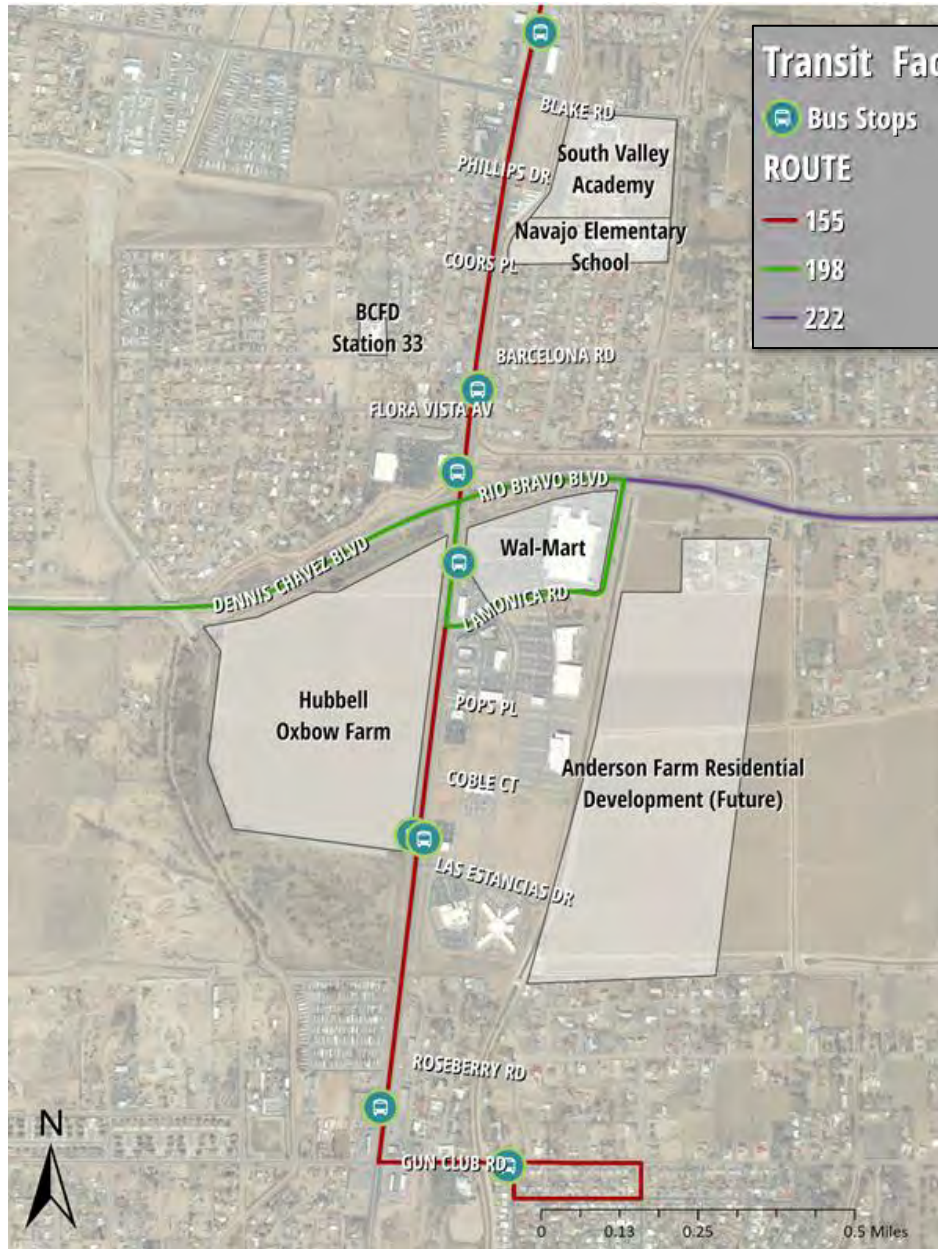 Transit Fac
Bus Stops
ROUTE
155
198
222
BLAKE RD
PHILLIPS DR
South Valley
Academy
Navajo Elementary
School
COORS PL
BCFD
Station 33
BARCELONA RD
FLORA VISTA AV
RIO BRAVO BLVD
DENNIS CHAVEZ BLVD
Wal-Mart
LAMONICA RD
Hubbell
Oxbow Farm
POPS PL
COBLE CT
Anderson Farm Residential
Development (Future)
LAS ESTANCIAS DR
ROSEBERRY RD
N
GUN CLUB RD
0 0.13 0.25 0.5 Miles